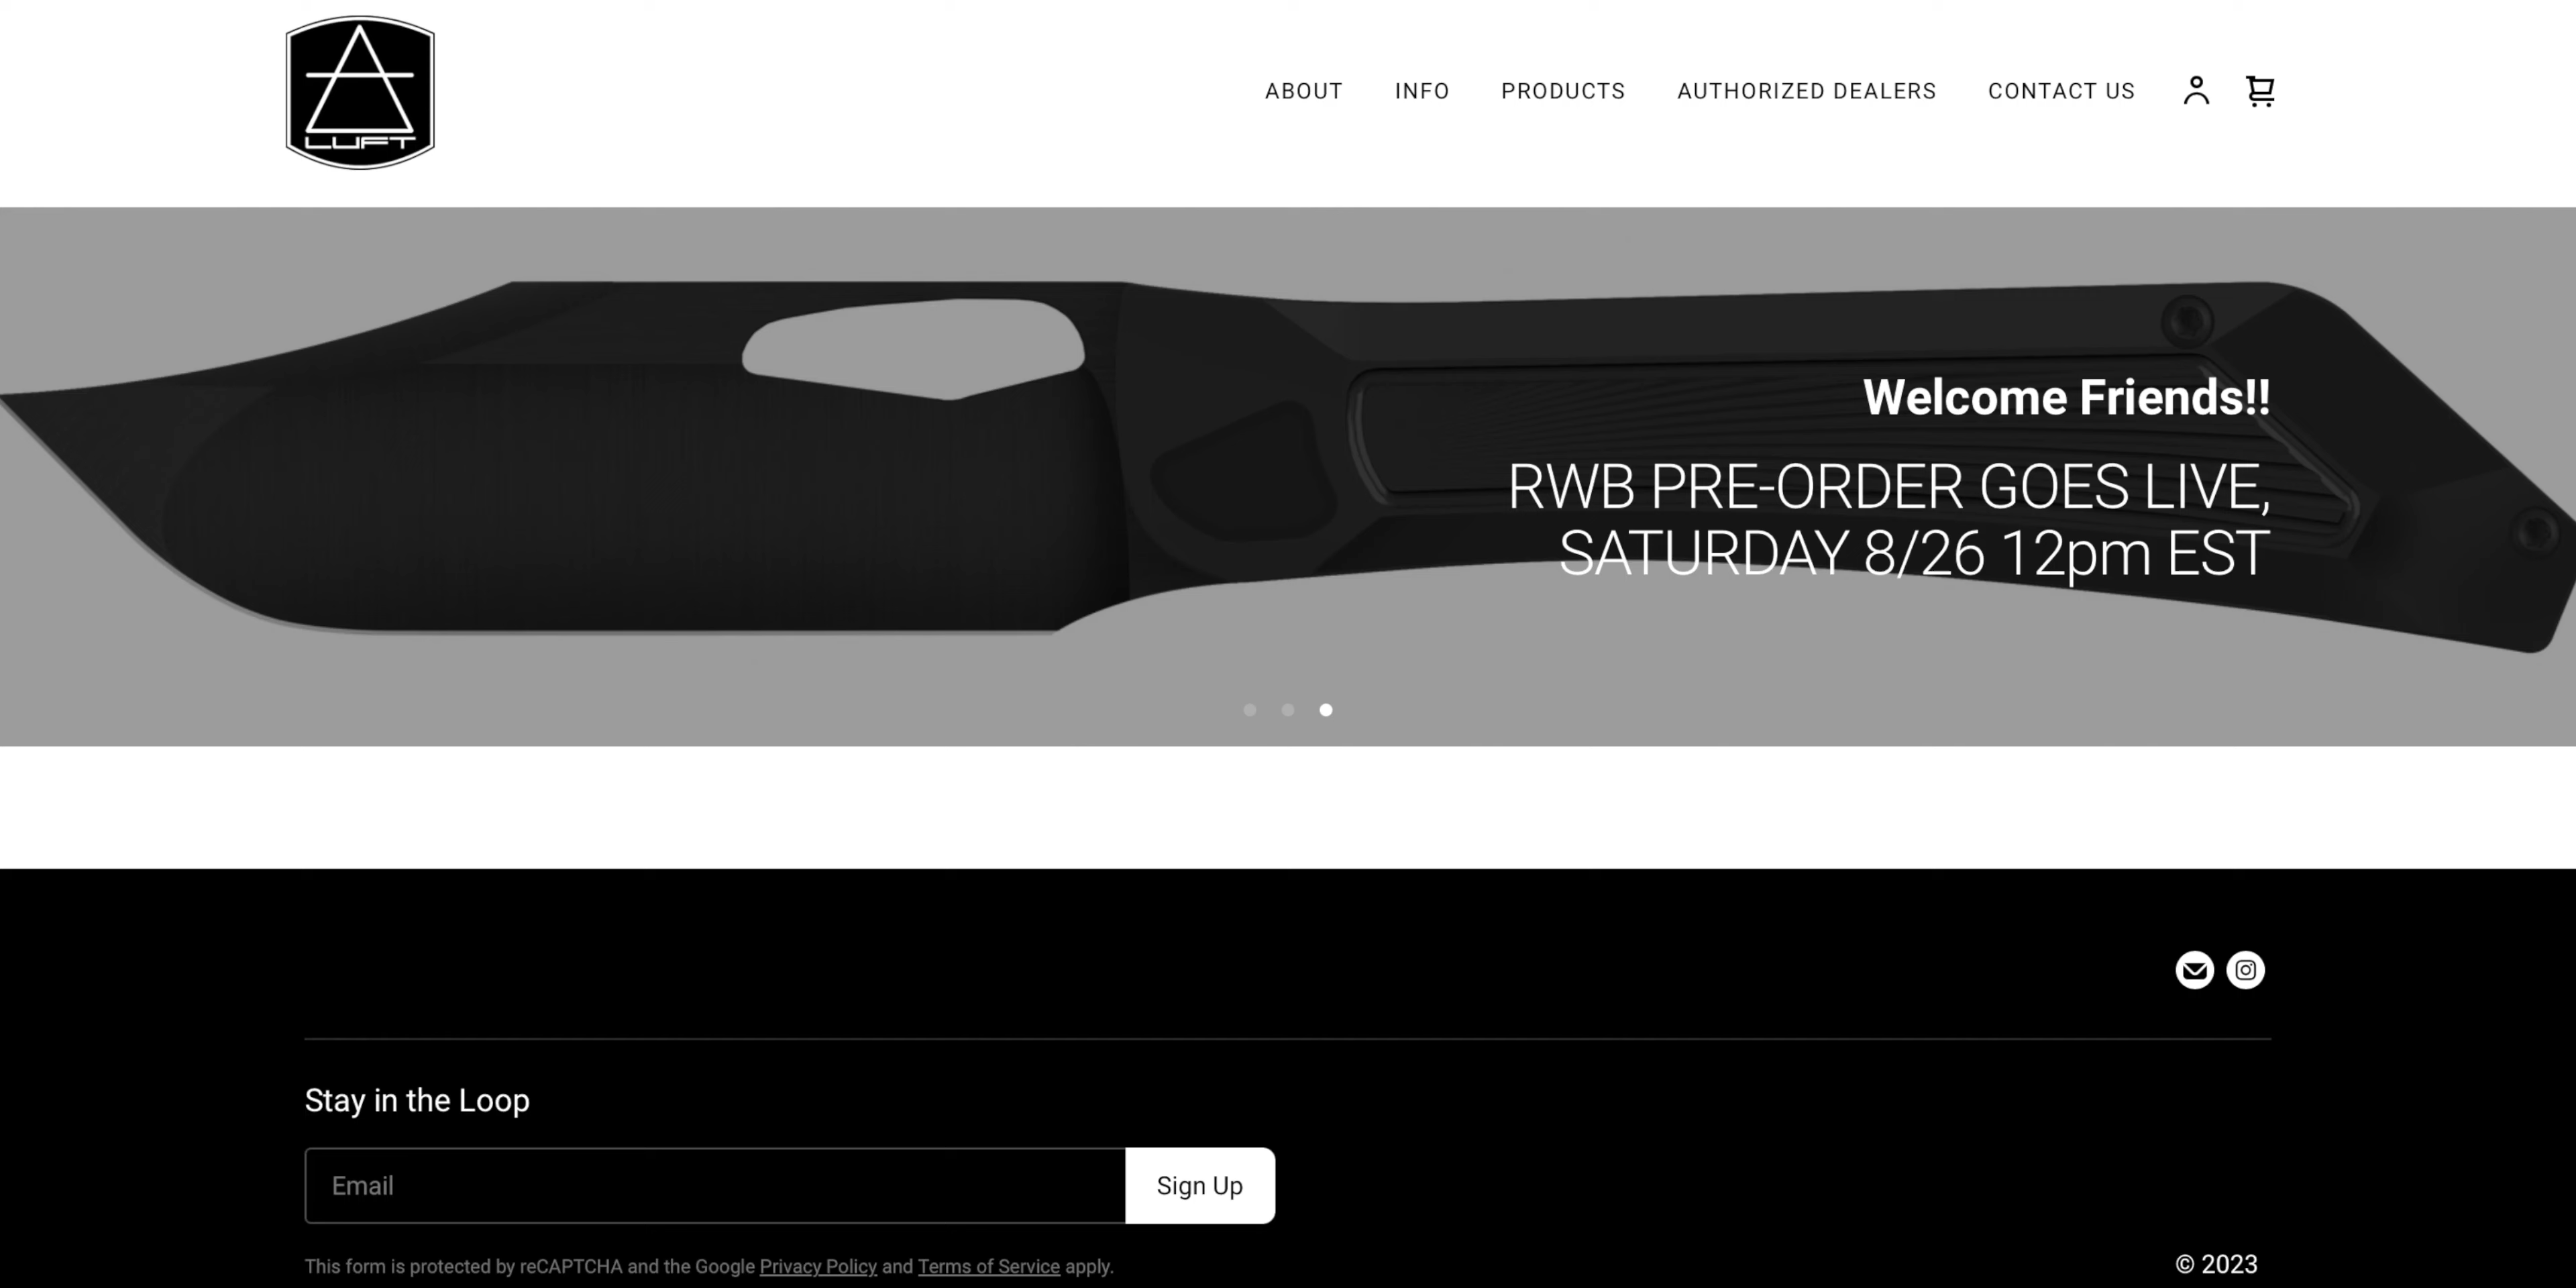 LUFT
ABOUT INFO PRODUCTS AUTHORIZED DEALERS CONTACT US
Welcome Friends!!
RWB PRE-ORDER GOES LIVE,
SATURDAY 8/26 12pm EST
Stay in the Loop
Email Sign Up
This form is protected by reCAPTCHA and the Google Privacy Policy and Terms of Service apply.
© 2023